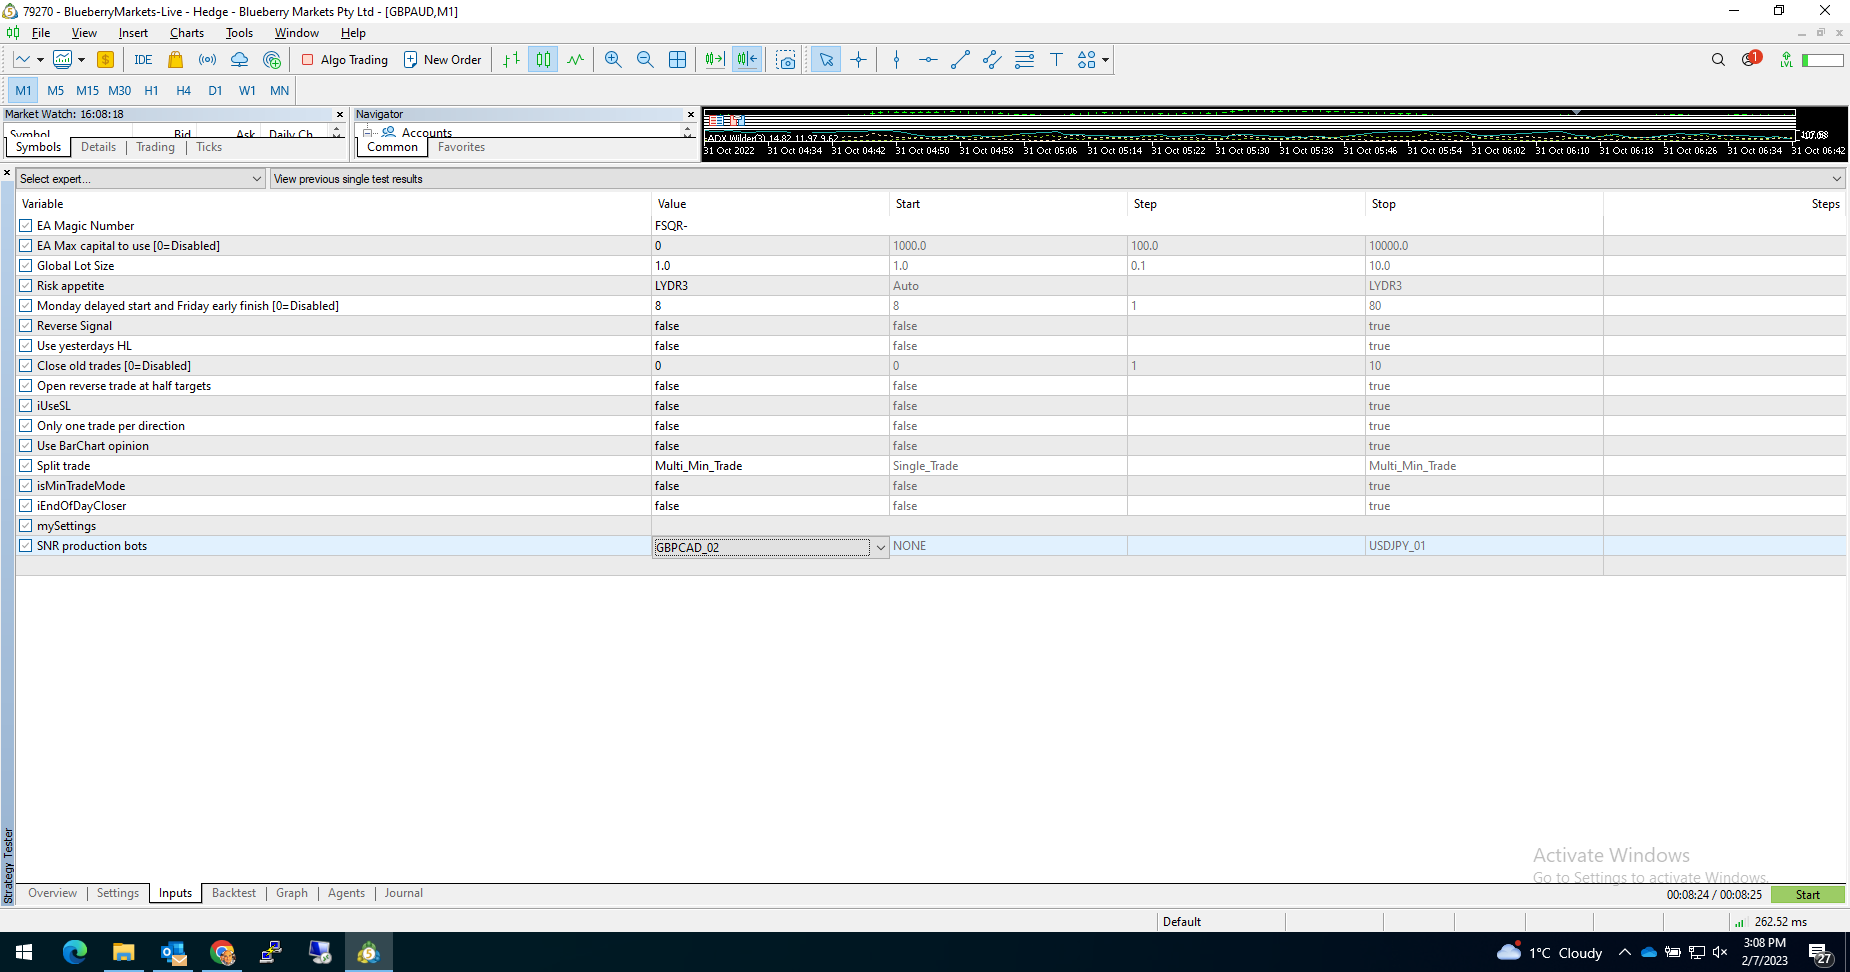 79270 - BlueberryMarkets-Live - Hedge - Blueberry Markets Pty Ltd - [GBPAUD,M1]
File View Insert Charts Tools Window Help
IDE Algo Trading New Order 1 LVL
M1 M5 M15 M30 H1 H4 D1 W1 MN
Market Watch: 16:08:18 Navigator
Symbol Bid Ask Daily Ch... Accounts
Symbols Details Trading Ticks Common Favorites
ADX Wilder(3) 14.82 11.97 9.62
31 Oct 2022 31 Oct 04:34 31 Oct 04:42 31 Oct 04:50 31 Oct 04:58 31 Oct 05:06 31 Oct 05:14 31 Oct 05:22 31 Oct 05:30 31 Oct 05:38 31 Oct 05:46 31 Oct 05:54 31 Oct 06:02 31 Oct 06:10 31 Oct 06:18 31 Oct 06:26 31 Oct 06:34 31 Oct 06:42
Select expert... View previous single test results
Variable Value Start Step Stop Steps
EA Magic Number FSQR-
EA Max capital to use [0=Disabled] 0 1000.0 100.0 10000.0
Global Lot Size 1.0 1.0 0.1 10.0
Risk appetite LYDR3 Auto LYDR3
Monday delayed start and Friday early finish [0=Disabled] 8 8 1 80
Reverse Signal false false true
Use yesterdays HL false false true
Close old trades [0=Disabled] 0 0 1 10
Open reverse trade at half targets false false true
iUseSL false false true
Only one trade per direction false false true
Use BarChart opinion false false true
Split trade Multi_Min_Trade Single_Trade Multi_Min_Trade
isMinTradeMode false false true
iEndOfDayCloser false false true
mySettings
SNR production bots GBPCAD_02 NONE USDJPY_01
Strategy Tester
Activate Windows
Go to Settings to activate Windows.
Overview Settings Inputs Backtest Graph Agents Journal 00:08:24 / 00:08:25 Start
Default 262.52 ms
1°C Cloudy 3:08 PM
2/7/2023 27